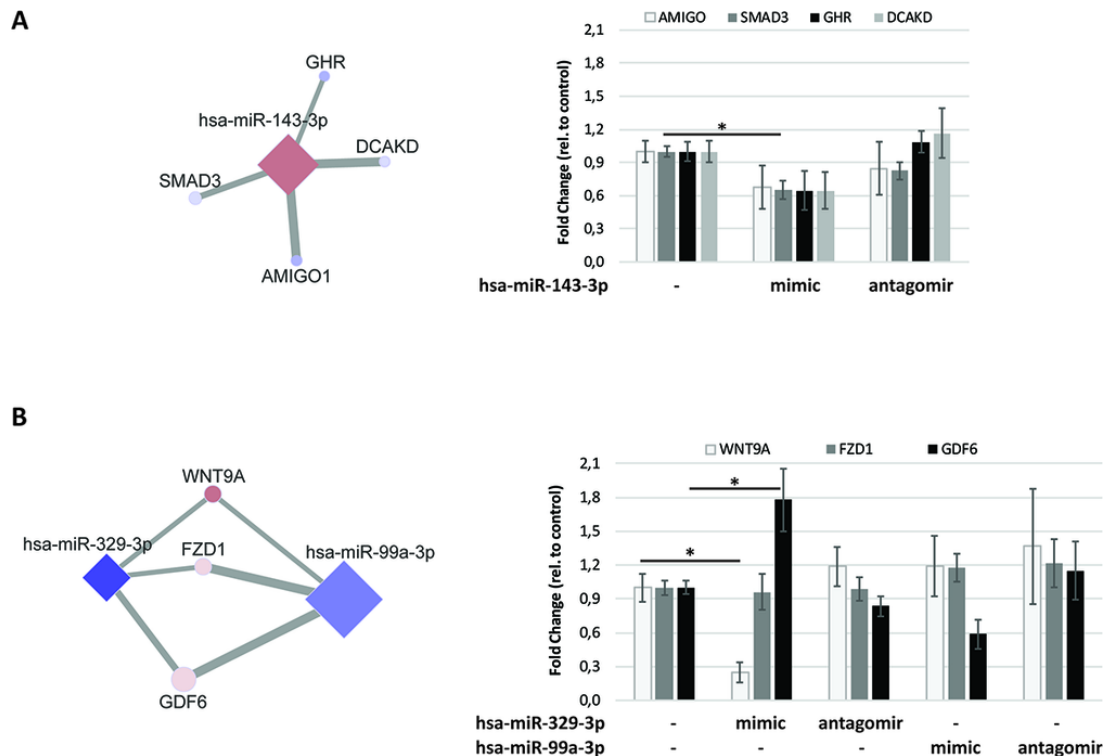 A
GHR
hsa-miR-143-3p
DCAKD
SMAD3
AMIGO1
AMIGO SMAD3 GHR DCAKD
Fold Change (rel. to control)
2,1
1,8
1,5
1,2
0,9
0,6
0,3
0,0
*
hsa-miR-143-3p - mimic antagomir
B
WNT9A
hsa-miR-329-3p
FZD1
hsa-miR-99a-3p
GDF6
WNT9A FZD1 GDF6
Fold Change (rel. to control)
2,1
1,8
1,5
1,2
0,9
0,6
0,3
0,0
*
*
hsa-miR-329-3p - mimic antagomir - -
hsa-miR-99a-3p - - - mimic antagomir